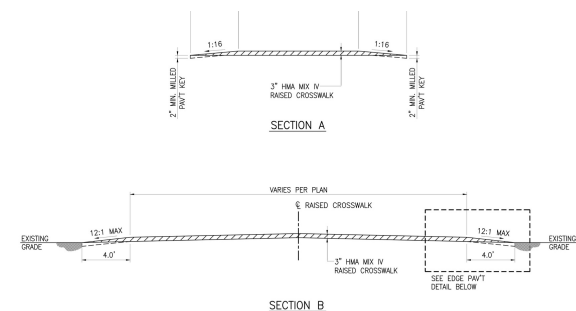 1:16
1:16
2" MIN. MILLED
PAV'T KEY
3" HMA MIX IV
RAISED CROSSWALK
2" MIN. MILLED
PAV'T KEY
SECTION A
VARIES PER PLAN
℄ RAISED CROSSWALK
12:1 MAX
12:1 MAX
EXISTING
GRADE
EXISTING
GRADE
4.0'
4.0'
3" HMA MIX IV
RAISED CROSSWALK
SEE EDGE PAV'T
DETAIL BELOW
SECTION B